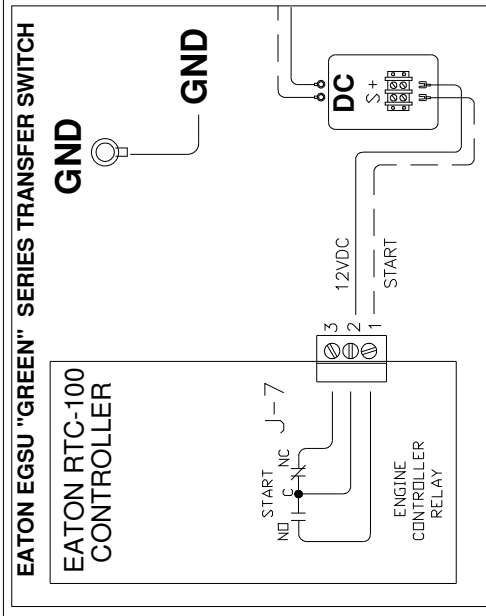 EATON EGSU "GREEN" SERIES TRANSFER SWITCH
GND
GND
EATON RTC-100
CONTROLLER
J-7
START
NO
C
NC
3
2
1
12VDC
START
DC
S +
ENGINE
CONTROLLER
RELAY